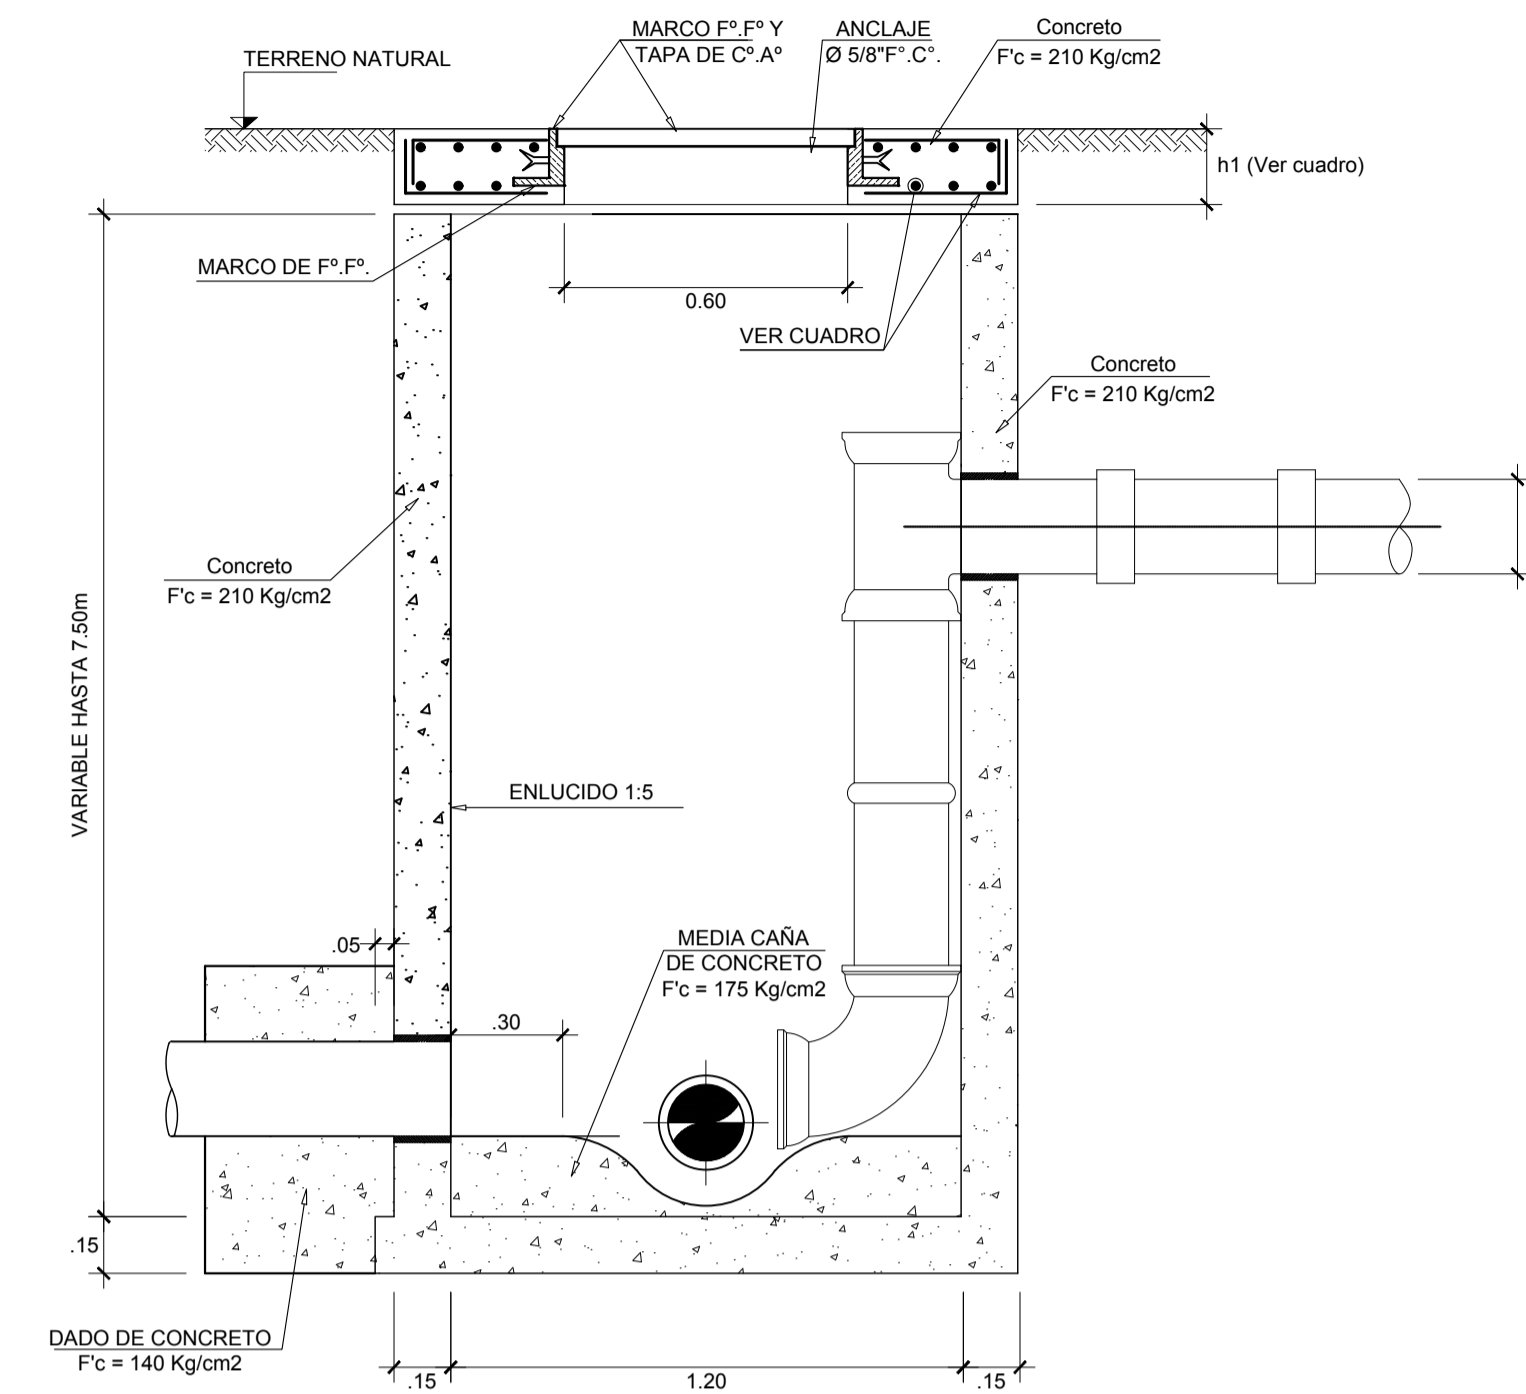 MARCO Fº.Fº Y
TAPA DE Cº.Aº
ANCLAJE
Ø 5/8"F°.C°.
Concreto
F'c = 210 Kg/cm2
TERRENO NATURAL
h1 (Ver cuadro)
MARCO DE Fº.Fº.
0.60
VER CUADRO
Concreto
F'c = 210 Kg/cm2
Concreto
F'c = 210 Kg/cm2
VARIABLE HASTA 7.50m
ENLUCIDO 1:5
.05
MEDIA CAÑA
DE CONCRETO
F'c = 175 Kg/cm2
.30
.15
DADO DE CONCRETO
F'c = 140 Kg/cm2
.15
1.20
.15